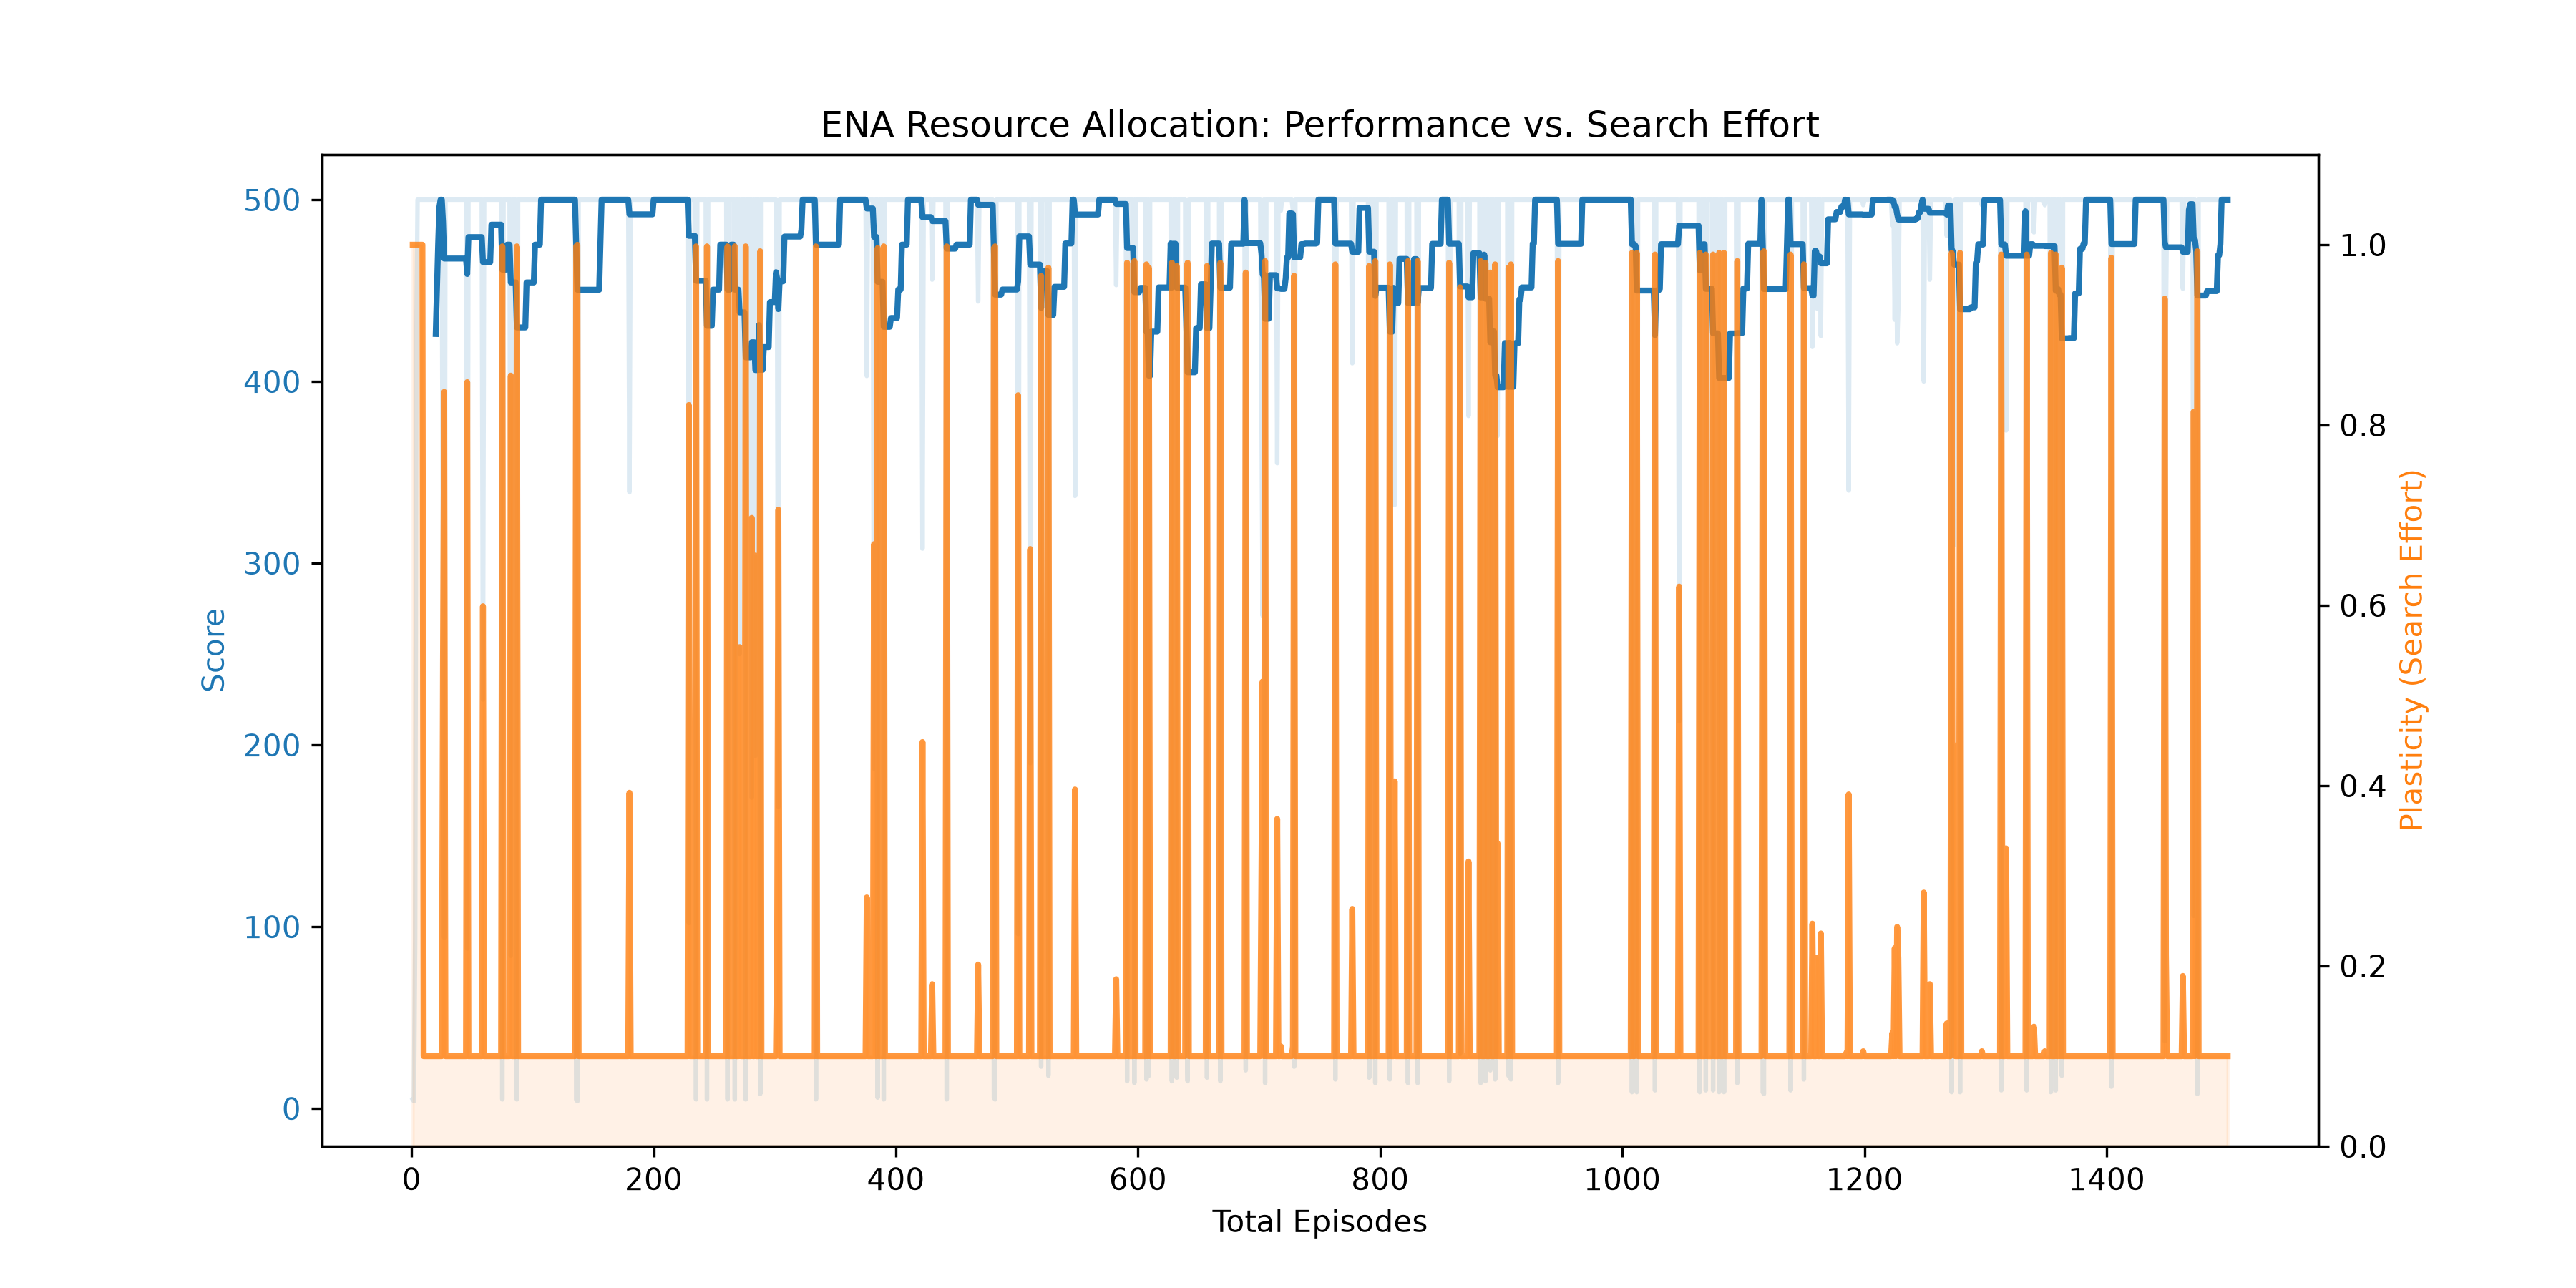 ENA Resource Allocation: Performance vs. Search Effort
500
400
300
200
100
0
Score
1.0
0.8
0.6
0.4
0.2
0.0
Plasticity (Search Effort)
0 200 400 600 800 1000 1200 1400
Total Episodes